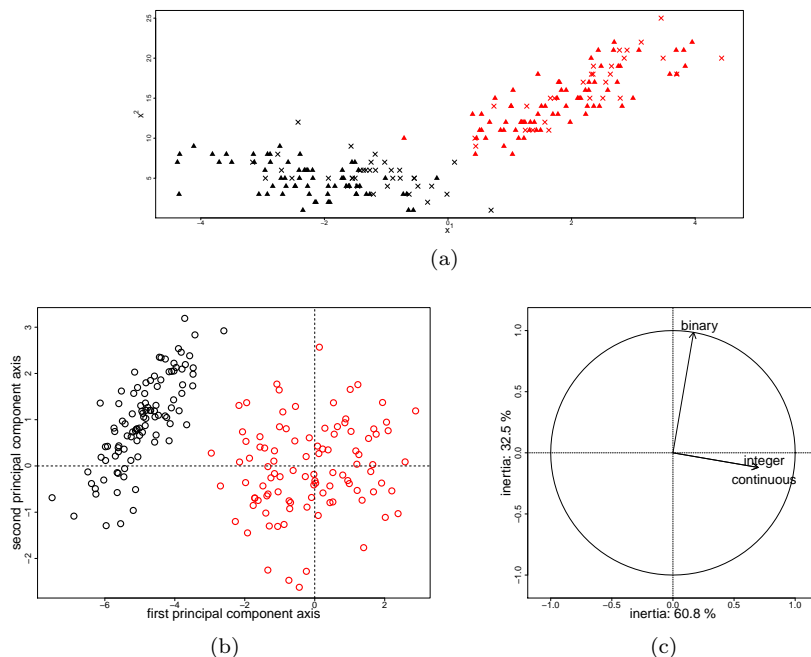 x²
5
10
15
20
25
-4
-2
0
2
4
x¹
(a)
second principal component axis
-2
-1
0
1
2
3
-6
-4
-2
0
2
first principal component axis
(b)
inertia: 32.5 %
-1.0
-0.5
0.0
0.5
1.0
binary
integer
continuous
-1.0
-0.5
0.0
0.5
1.0
inertia: 60.8 %
(c)